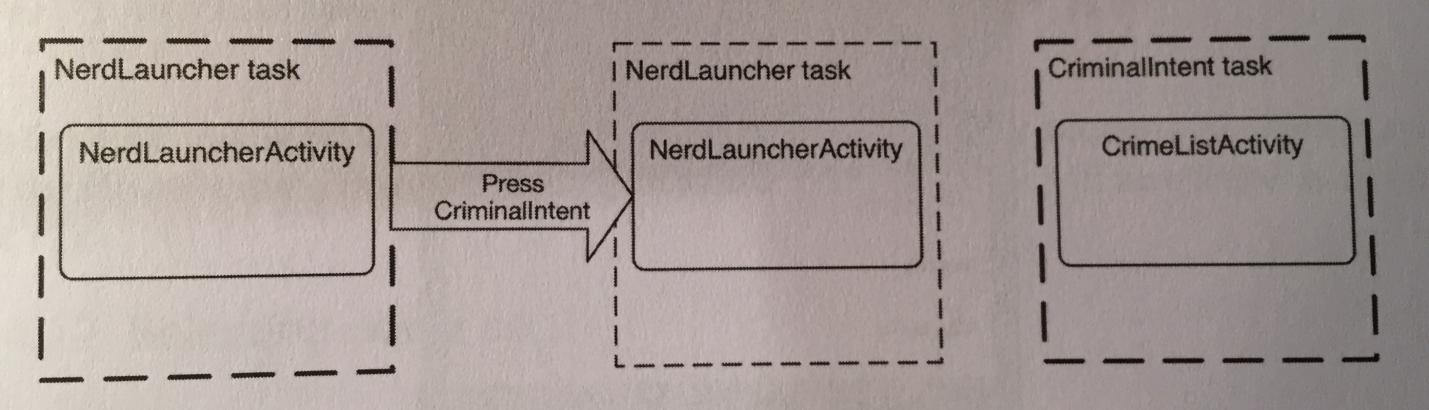 NerdLauncher task
NerdLauncherActivity
Press
CriminalIntent
NerdLauncher task
NerdLauncherActivity
CriminalIntent task
CrimeListActivity